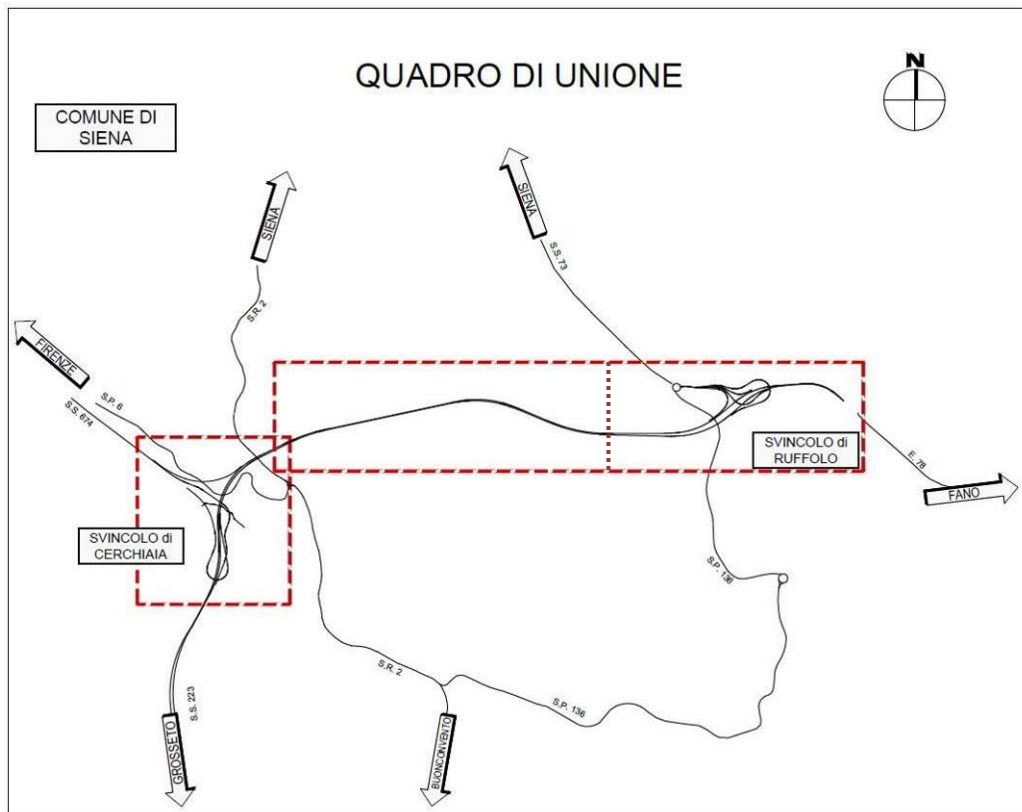 QUADRO DI UNIONE
N
COMUNE DI
SIENA
SIENA
SIENA
S.S. 73
S.R. 2
FIRENZE
S.P. 6
S.S. 674
SVINCOLO di
RUFFOLO
E. 78
FANO
SVINCOLO di
CERCHIAIA
S.P. 136
S.R. 2
S.P. 136
S.S. 223
GROSSETO
BUONCONVENTO